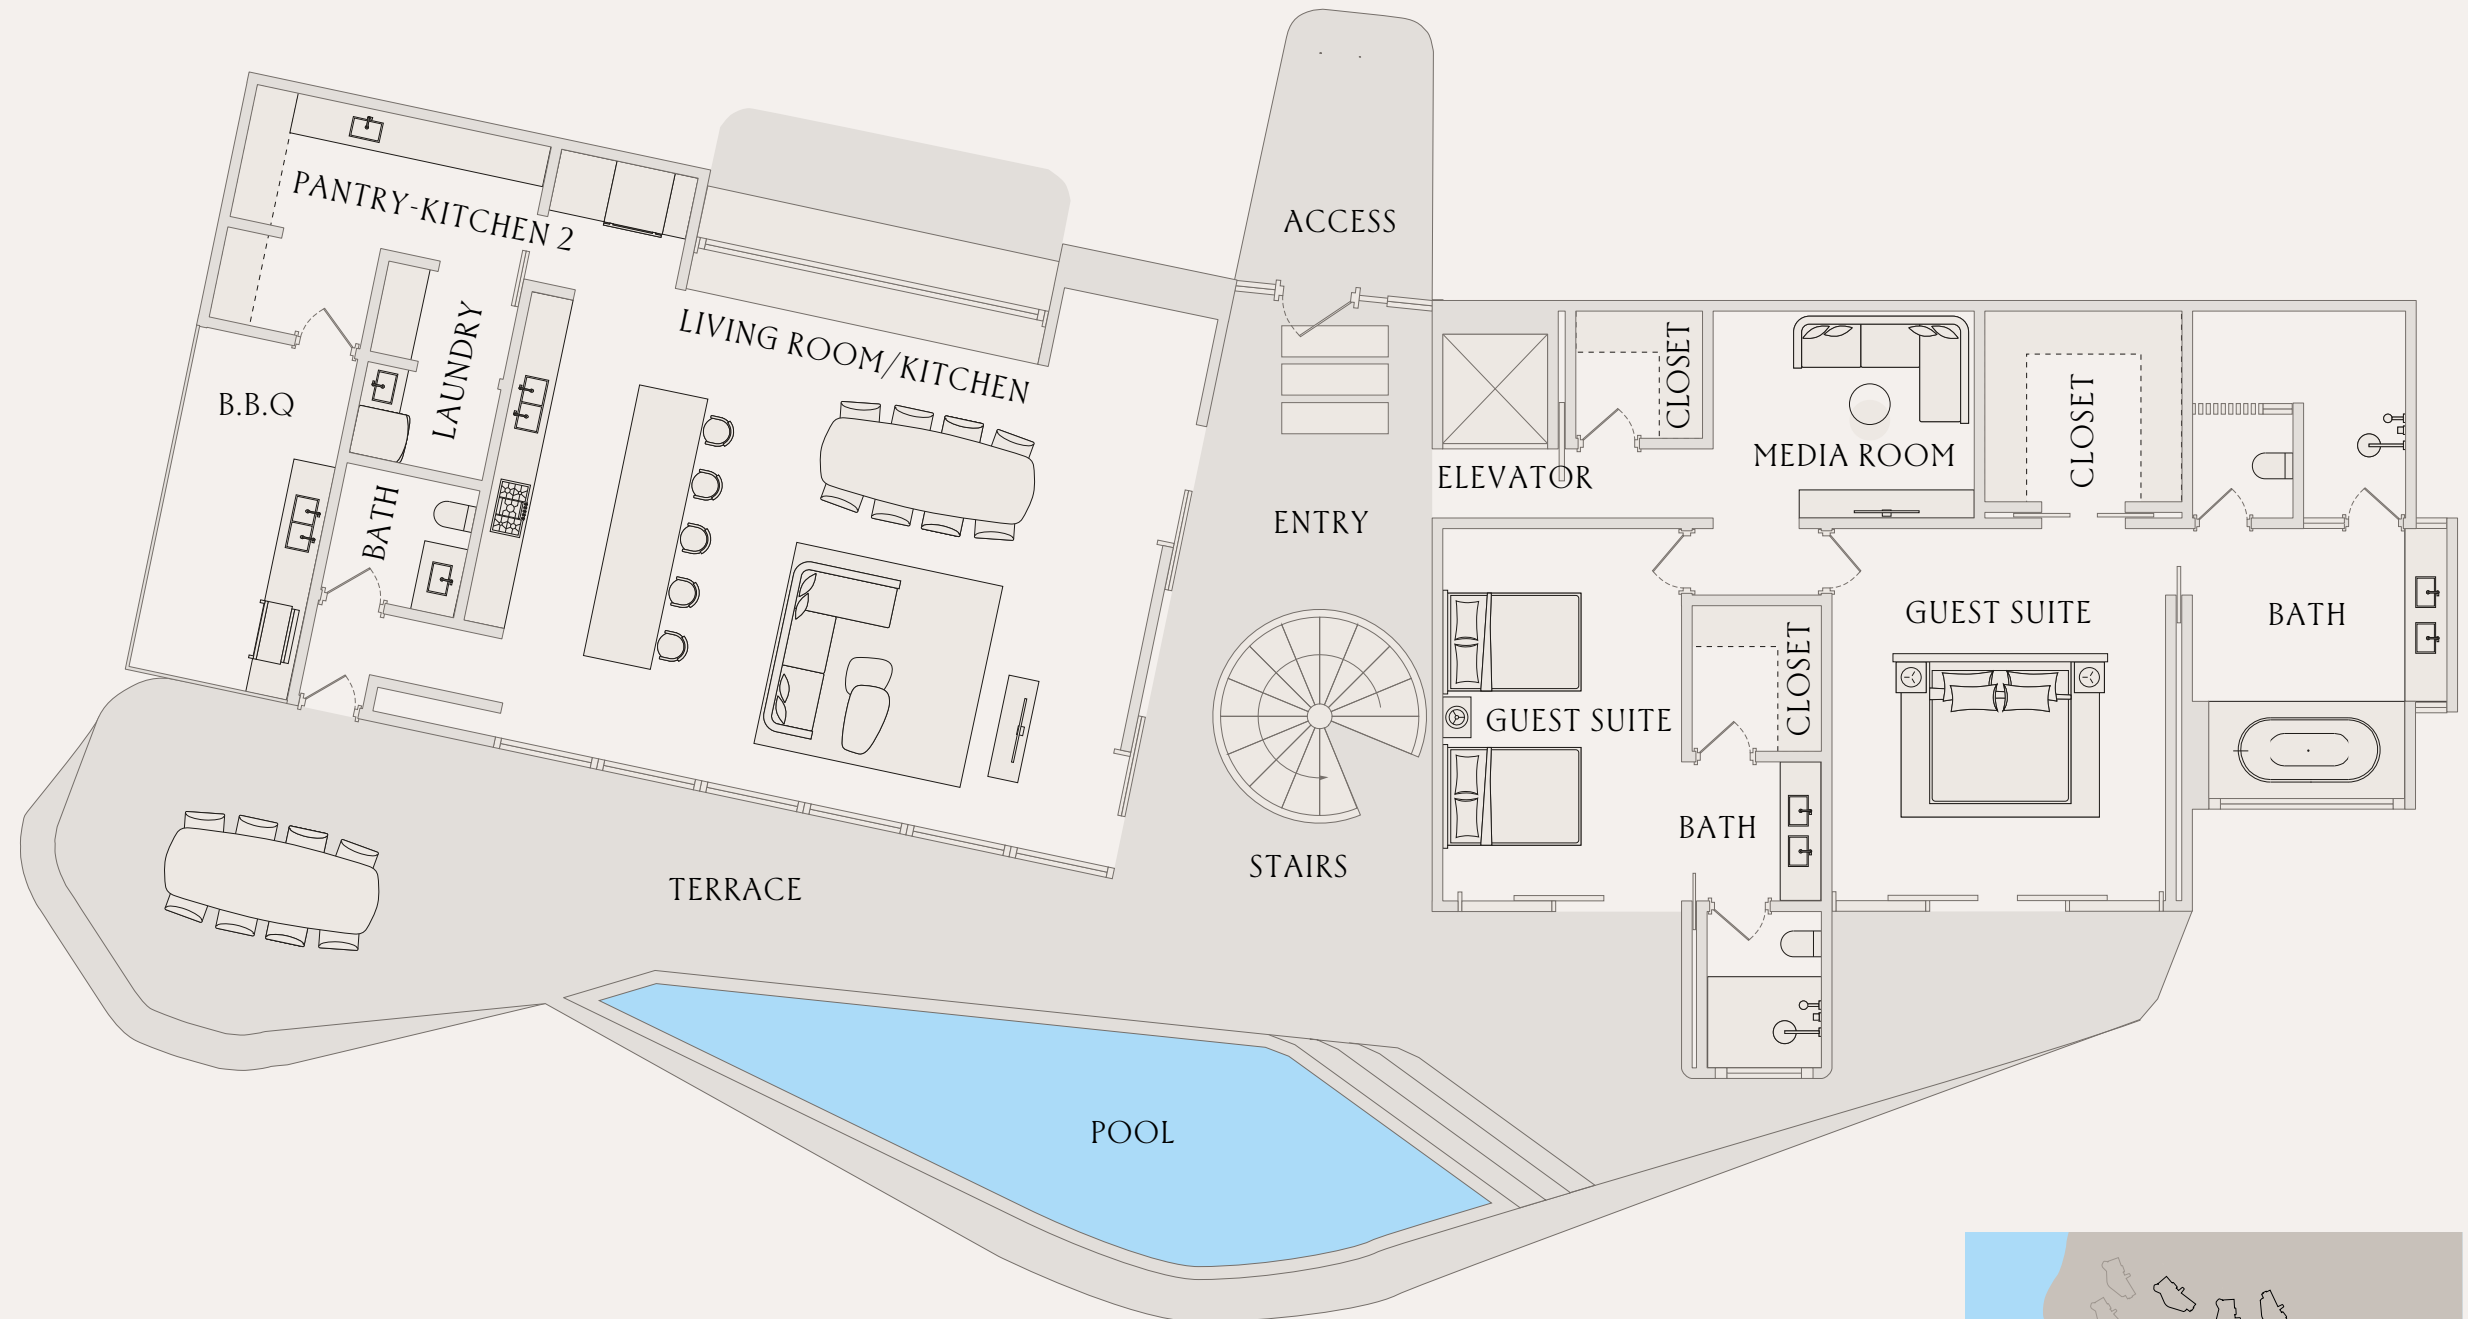 PANTRY-KITCHEN 2
ACCESS
LIVING ROOM/KITCHEN
LAUNDRY
B.B.Q
BATH
ELEVATOR
CLOSET
MEDIA ROOM
CLOSET
ENTRY
GUEST SUITE
BATH
CLOSET
GUEST SUITE
BATH
STAIRS
TERRACE
POOL